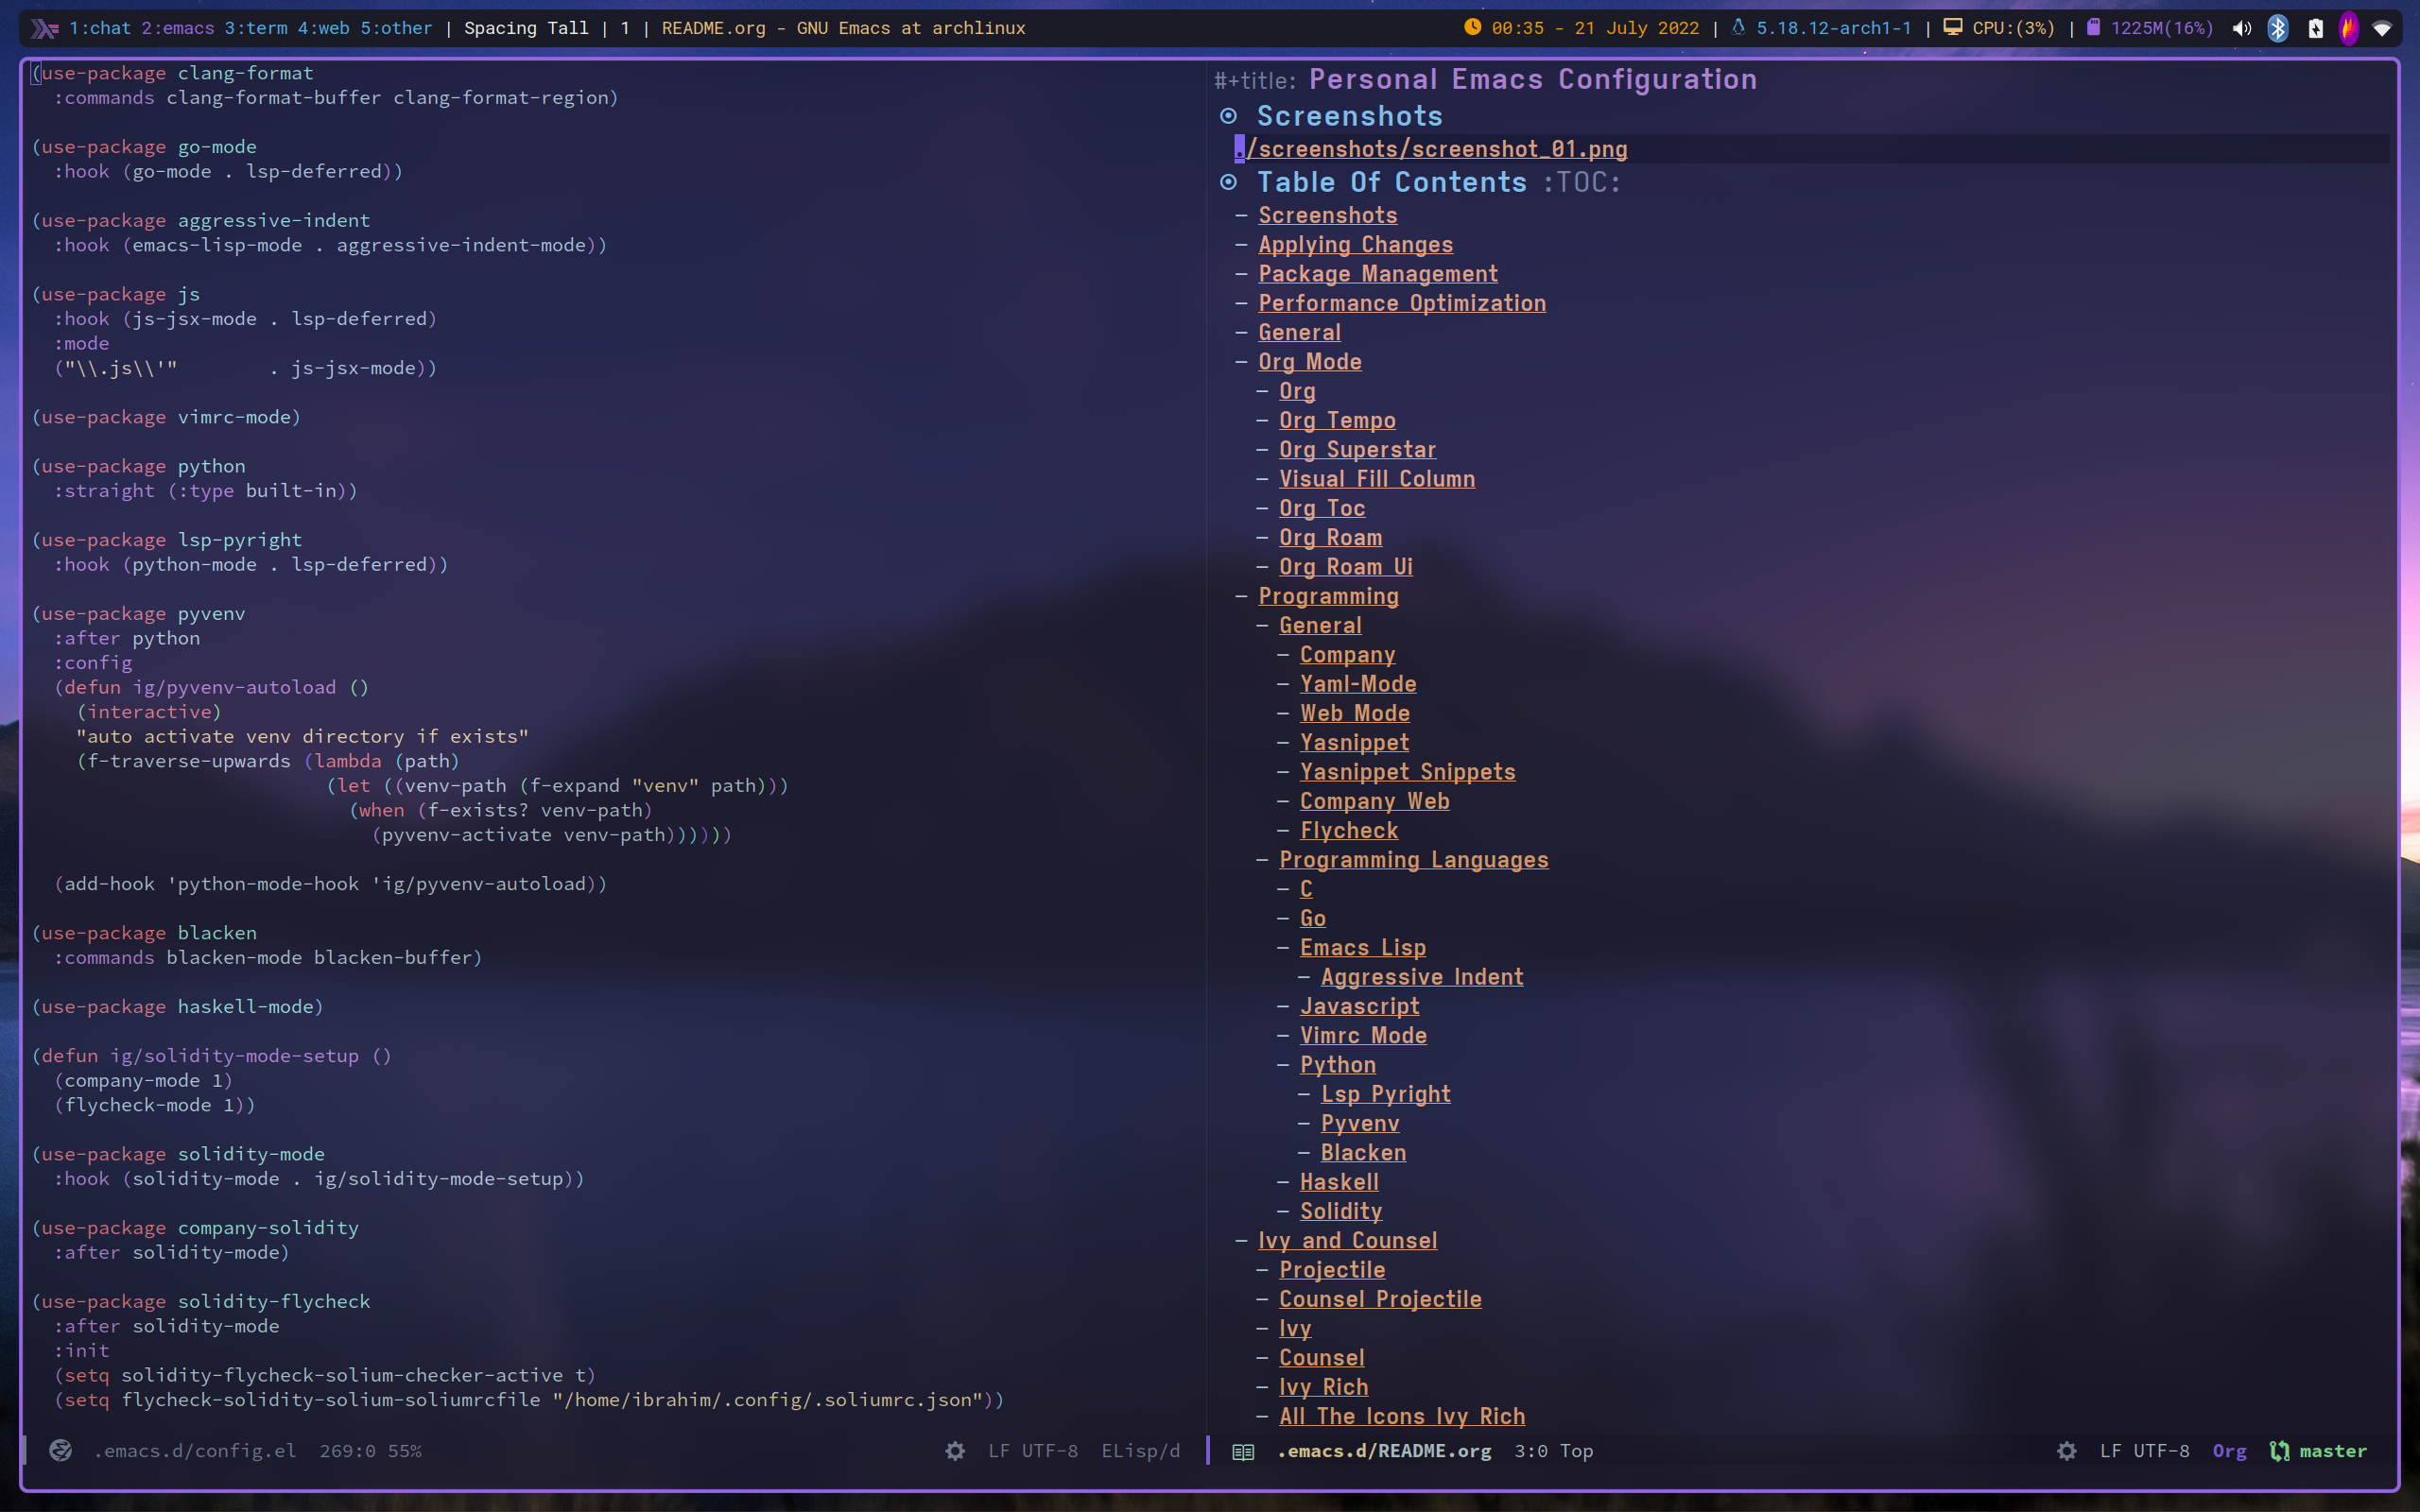 1:chat 2:emacs 3:term 4:web 5:other | Spacing Tall | 1 | README.org - GNU Emacs at archlinux
00:35 - 21 July 2022 | 5.18.12-arch1-1 | CPU:(3%) | 1225M(16%)
(use-package clang-format
  :commands clang-format-buffer clang-format-region)
(use-package go-mode
  :hook (go-mode . lsp-deferred))
(use-package aggressive-indent
  :hook (emacs-lisp-mode . aggressive-indent-mode))
(use-package js
  :hook (js-jsx-mode . lsp-deferred)
  :mode
  ("\\.js\\'"        . js-jsx-mode))
(use-package vimrc-mode)
(use-package python
  :straight (:type built-in))
(use-package lsp-pyright
  :hook (python-mode . lsp-deferred))
(use-package pyvenv
  :after python
  :config
  (defun ig/pyvenv-autoload ()
    (interactive)
    "auto activate venv directory if exists"
    (f-traverse-upwards (lambda (path)
                          (let ((venv-path (f-expand "venv" path)))
                            (when (f-exists? venv-path)
                              (pyvenv-activate venv-path))))))
  (add-hook 'python-mode-hook 'ig/pyvenv-autoload))
(use-package blacken
  :commands blacken-mode blacken-buffer)
(use-package haskell-mode)
(defun ig/solidity-mode-setup ()
  (company-mode 1)
  (flycheck-mode 1))
(use-package solidity-mode
  :hook (solidity-mode . ig/solidity-mode-setup))
(use-package company-solidity
  :after solidity-mode)
(use-package solidity-flycheck
  :after solidity-mode
  :init
  (setq solidity-flycheck-solium-checker-active t)
  (setq flycheck-solidity-solium-soliumrcfile "/home/ibrahim/.config/.soliumrc.json"))
.emacs.d/config.el  269:0 55%
LF UTF-8  ELisp/d
#+title: Personal Emacs Configuration
Screenshots
./screenshots/screenshot_01.png
Table Of Contents :TOC:
- Screenshots
- Applying Changes
- Package Management
- Performance Optimization
- General
- Org Mode
  - Org
  - Org Tempo
  - Org Superstar
  - Visual Fill Column
  - Org Toc
  - Org Roam
  - Org Roam Ui
- Programming
  - General
    - Company
    - Yaml-Mode
    - Web Mode
    - Yasnippet
    - Yasnippet Snippets
    - Company Web
    - Flycheck
  - Programming Languages
    - C
    - Go
    - Emacs Lisp
      - Aggressive Indent
    - Javascript
    - Vimrc Mode
    - Python
      - Lsp Pyright
      - Pyvenv
      - Blacken
    - Haskell
    - Solidity
- Ivy and Counsel
  - Projectile
  - Counsel Projectile
  - Ivy
  - Counsel
  - Ivy Rich
  - All The Icons Ivy Rich
.emacs.d/README.org  3:0 Top
LF UTF-8  Org  master